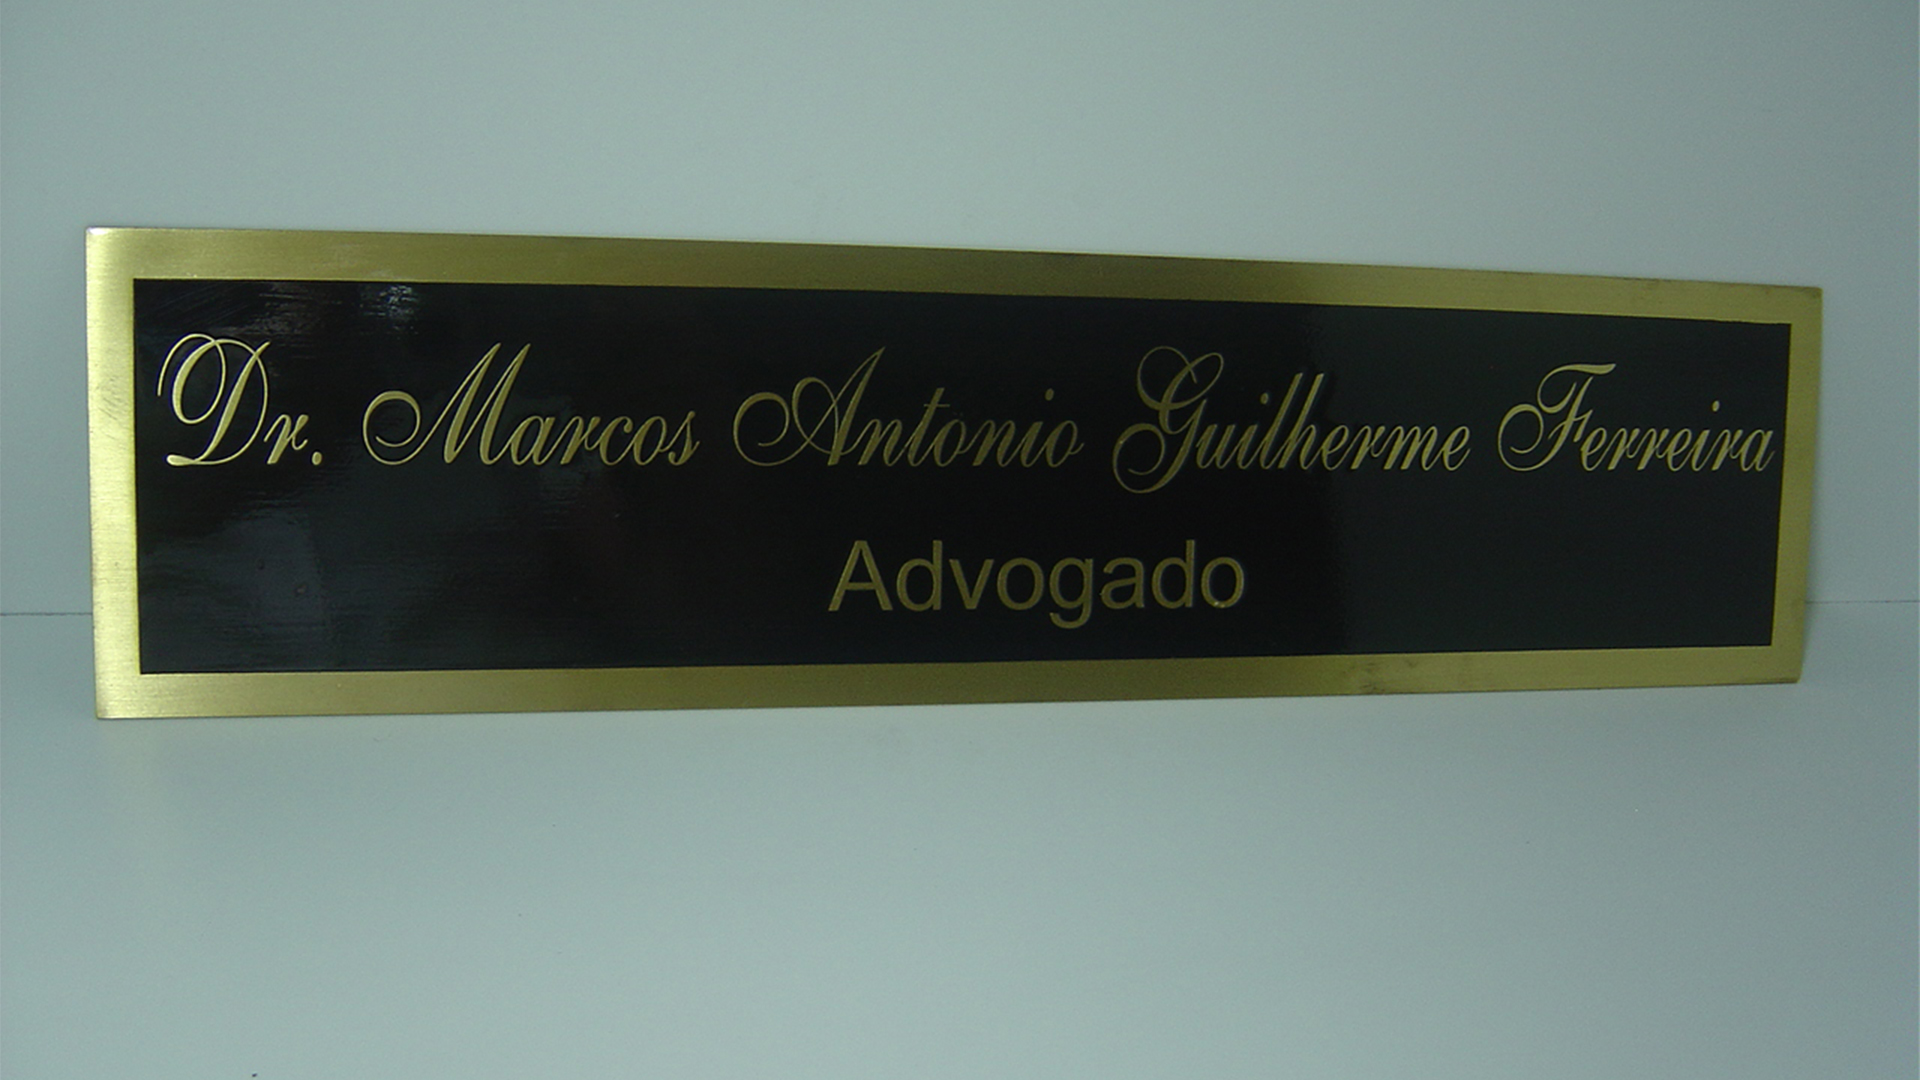 Dr. Marcos Antonio Guilherme Ferreira
Advogado